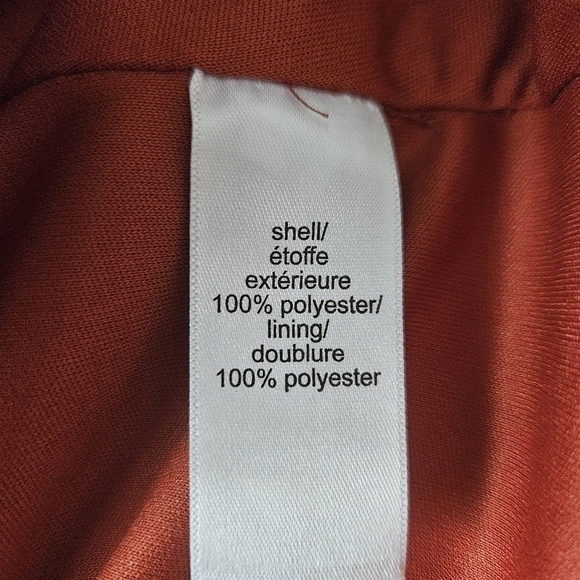 shell/
étoffe
extérieure
100% polyester/
lining/
doublure
100% polyester